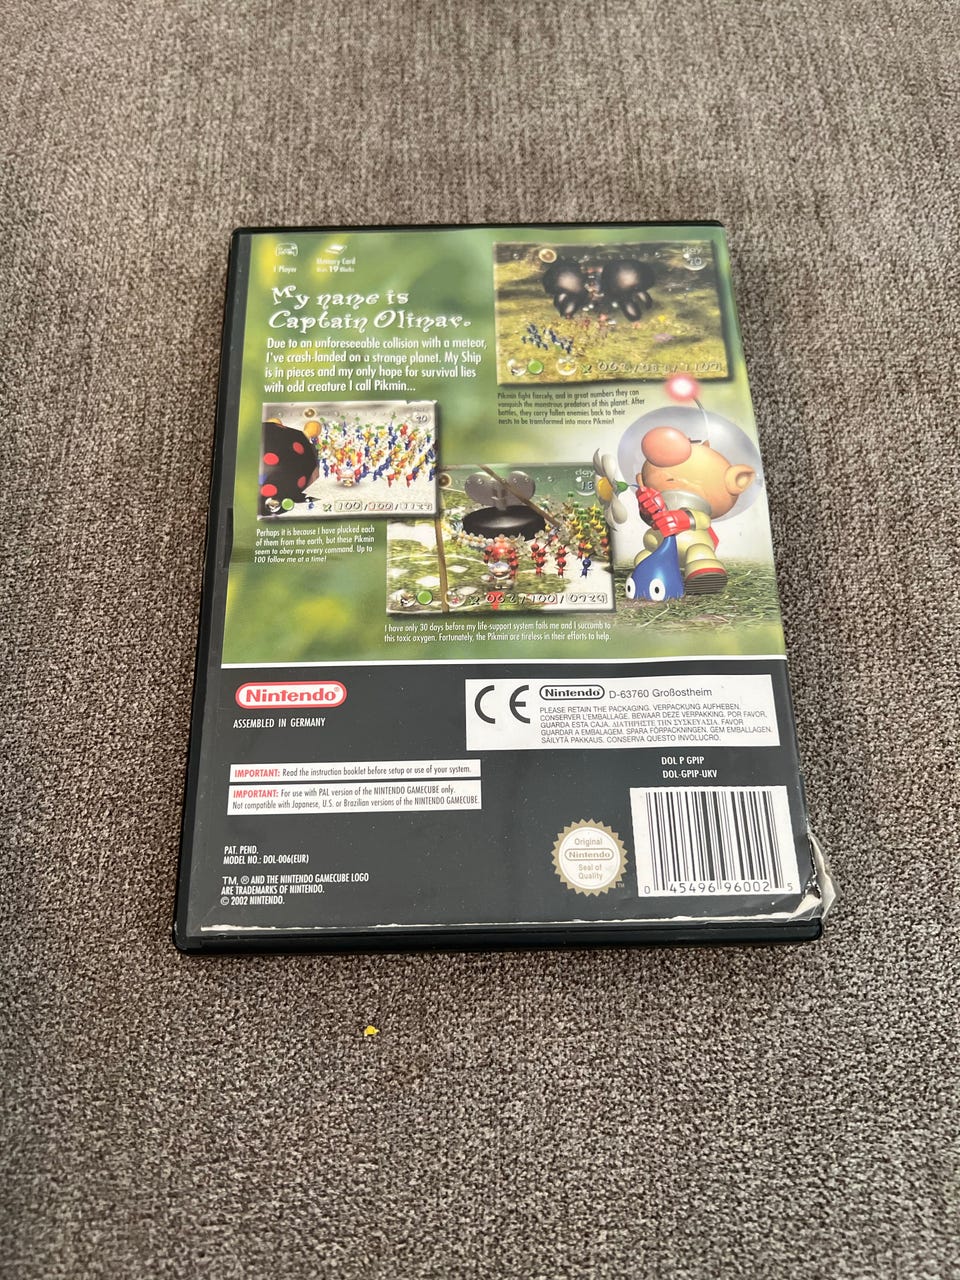 1 Player
Memory Card
19 Blocks
My name is
Captain Olimar.
Due to an unforeseeable collision with a meteor,
I've crash-landed on a strange planet. My Ship
is in pieces and my only hope for survival lies
with odd creature I call Pikmin...
day
Pikmin fight fiercely, and in great numbers they can
vanquish the monstrous predators of this planet. After
battles, they carry fallen enemies back to their
nests to be transformed into more Pikmin!
x 100/100/1129
Perhaps it is because I have plucked each
of them from the earth, but these Pikmin
seem to obey my every command. Up to
100 follow me at a time!
day
I have only 30 days before my life-support system fails me and I succumb to
this toxic oxygen. Fortunately, the Pikmin are tireless in their efforts to help.
Nintendo®
ASSEMBLED IN GERMANY
CE Nintendo D-63760 Großostheim
PLEASE RETAIN THE PACKAGING. VERPACKUNG AUFHEBEN.
CONSERVER L'EMBALLAGE. BEWAAR DEZE VERPAKKING. POR FAVOR,
GUARDA ESTA CAJA. ΔΙΑΤΗΡΗΣΤΕ ΤΗΝ ΣΥΣΚΕΥΑΣΙΑ. FAVOR
GUARDAR A EMBALAGEM. SPARA FÖRPACKNINGEN. GEM EMBALLAGEN.
SÄILYTÄ PAKKAUS. CONSERVA QUESTO INVOLUCRO.
DOL P GPIP
DOL-GPIP-UKV
IMPORTANT: Read the instruction booklet before setup or use of your system.
IMPORTANT: For use with PAL version of the NINTENDO GAMECUBE only.
Not compatible with Japanese, U.S. or Brazilian versions of the NINTENDO GAMECUBE.
PAT. PEND.
MODEL NO.: DOL-006(EUR)
TM, ® AND THE NINTENDO GAMECUBE LOGO
ARE TRADEMARKS OF NINTENDO.
© 2002 NINTENDO.
Original
Nintendo
Seal of
Quality
TM
0 45496 96002 5